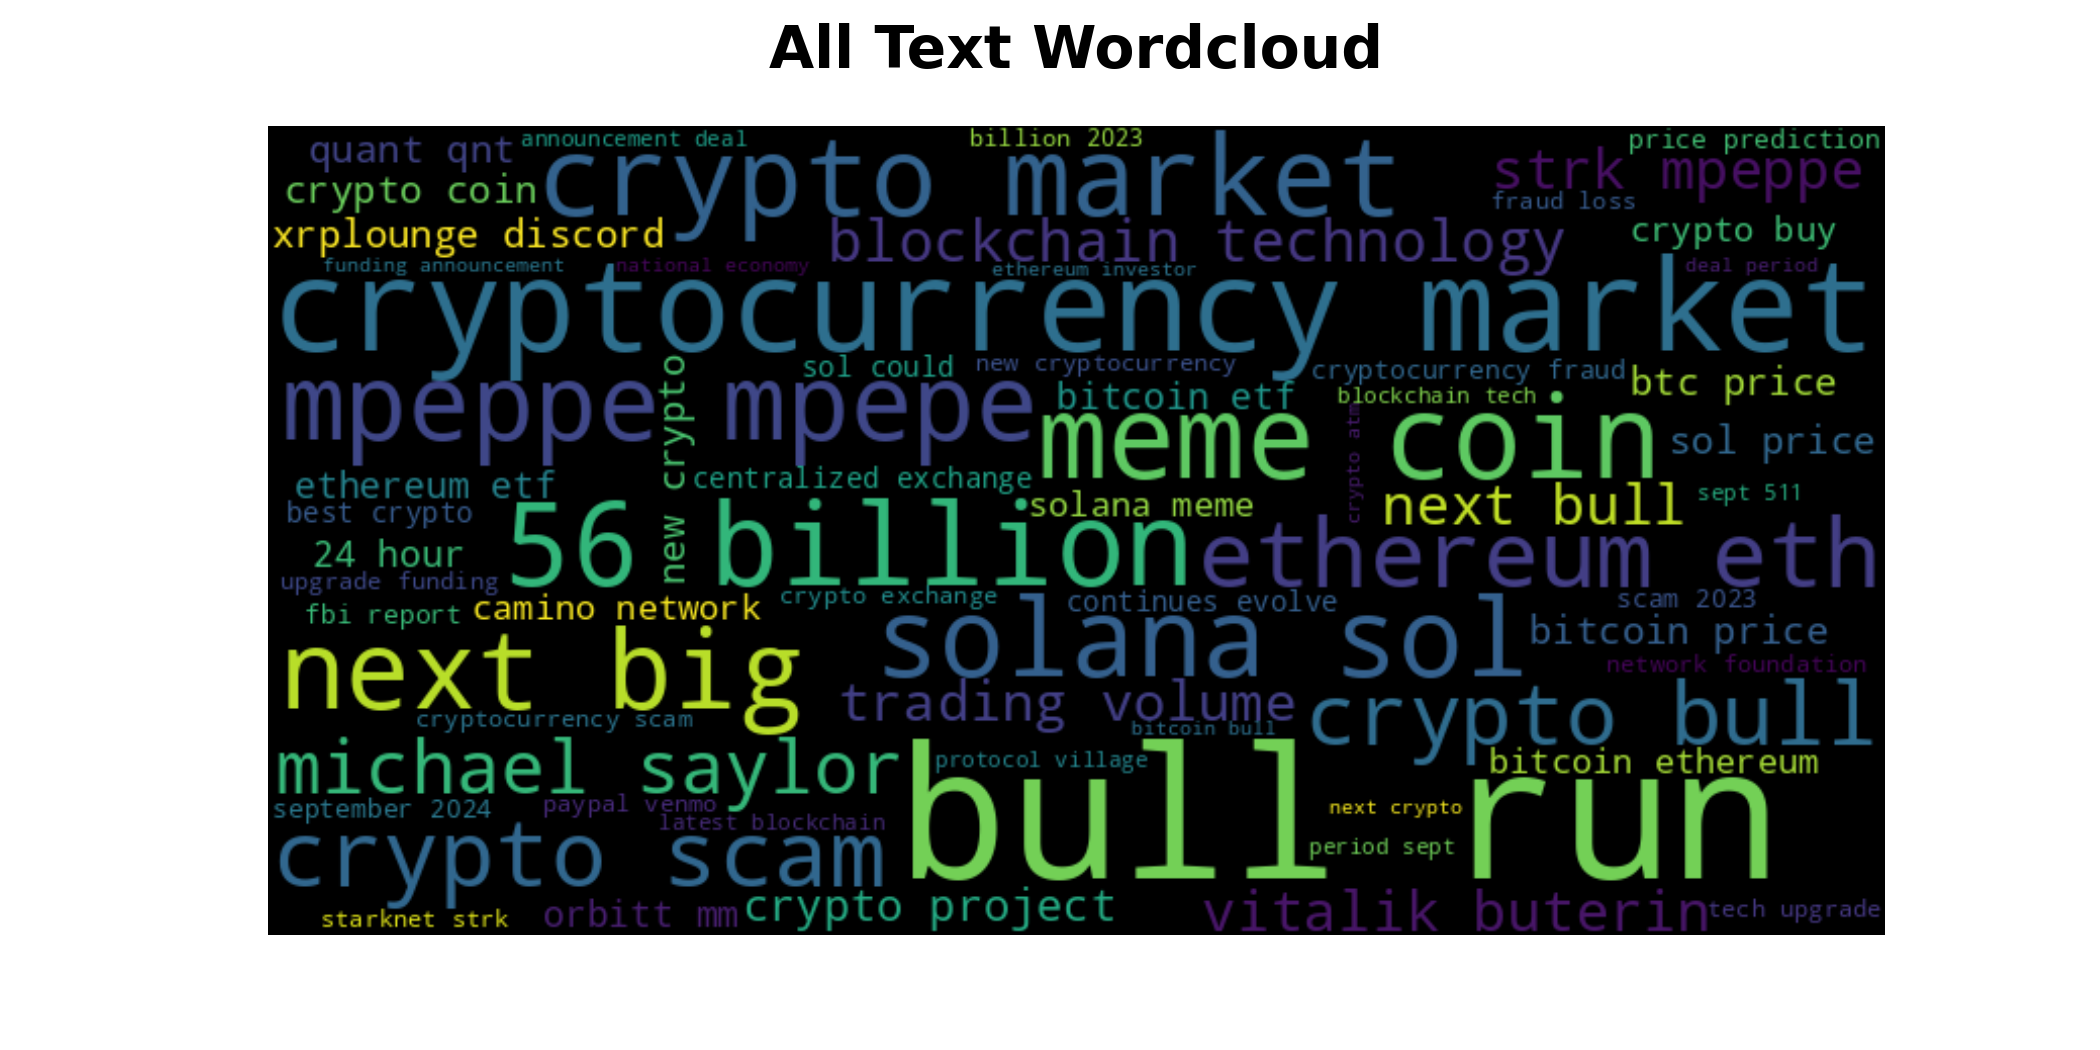 All Text Wordcloud
quant qnt
announcement deal
billion 2023
price prediction
crypto coin
crypto market
strk mpeppe
fraud loss
xrplounge discord
blockchain technology
crypto buy
funding announcement
national economy
ethereum investor
deal period
cryptocurrency market
sol could
new cryptocurrency
cryptocurrency fraud
btc price
mpeppe mpepe
new crypto
bitcoin etf
blockchain tech
meme coin
crypto atm
sol price
ethereum etf
centralized exchange
best crypto
solana meme
next bull
sept 511
24 hour
56 billion
ethereum eth
upgrade funding
fbi report
camino network
crypto exchange
continues evolve
scam 2023
next big
solana sol
bitcoin price
network foundation
cryptocurrency scam
trading volume
bitcoin bull
crypto bull
michael saylor
protocol village
bitcoin ethereum
september 2024
paypal venmo
latest blockchain
bull run
next crypto
period sept
crypto scam
starknet strk
orbitt mm
crypto project
vitalik buterin
tech upgrade